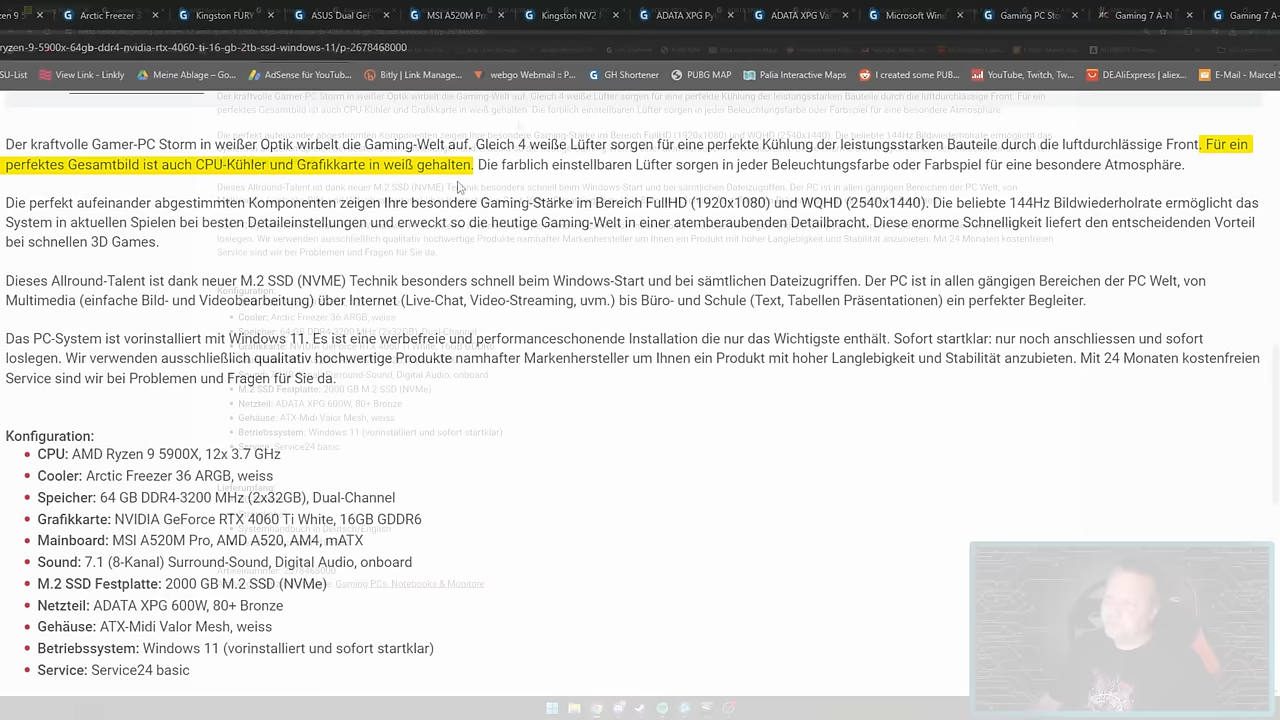 zen 9 5
Arctic Freezer 3
Kingston FURY
ASUS Dual GeF
MSI A520M Pr
Kingston NV2
ADATA XPG Py
ADATA XPG Va
Microsoft Win
Gaming PC Sto
Gaming 7 A-N
Gaming 7 A
ryzen-9-5900x-64gb-ddr4-nvidia-rtx-4060-ti-16-gb-2tb-ssd-windows-11/p-2678468000
SU-List
View Link - Linkly
Meine Ablage – Go...
AdSense für YouTub...
Bitly | Link Manage...
webgo Webmail :: P...
GH Shortener
PUBG MAP
Palia Interactive Maps
I created some PUB...
YouTube, Twitch, Tw...
DE.AliExpress | aliex...
E-Mail – Marcel S
Der kraftvolle Gamer-PC Storm in weißer Optik wirbelt die Gaming-Welt auf. Gleich 4 weiße Lüfter sorgen für eine perfekte Kühlung der leistungsstarken Bauteile durch die luftdurchlässige Front. Für ein
perfektes Gesamtbild ist auch CPU-Kühler und Grafikkarte in weiß gehalten. Die farblich einstellbaren Lüfter sorgen in jeder Beleuchtungsfarbe oder Farbspiel für eine besondere Atmosphäre.
Die perfekt aufeinander abgestimmten Komponenten zeigen Ihre besondere Gaming-Stärke im Bereich FullHD (1920x1080) und WQHD (2540x1440). Die beliebte 144Hz Bildwiederholrate ermöglicht das
System in aktuellen Spielen bei besten Detaileinstellungen und erweckt so die heutige Gaming-Welt in einer atemberaubenden Detailbracht. Diese enorme Schnelligkeit liefert den entscheidenden Vorteil
bei schnellen 3D Games.
Dieses Allround-Talent ist dank neuer M.2 SSD (NVME) Technik besonders schnell beim Windows-Start und bei sämtlichen Dateizugriffen. Der PC ist in allen gängigen Bereichen der PC Welt, von
Multimedia (einfache Bild- und Videobearbeitung) über Internet (Live-Chat, Video-Streaming, uvm.) bis Büro- und Schule (Text, Tabellen Präsentationen) ein perfekter Begleiter.
Das PC-System ist vorinstalliert mit Windows 11. Es ist eine werbefreie und performanceschonende Installation die nur das Wichtigste enthält. Sofort startklar: nur noch anschliessen und sofort
loslegen. Wir verwenden ausschließlich qualitativ hochwertige Produkte namhafter Markenhersteller um Ihnen ein Produkt mit hoher Langlebigkeit und Stabilität anzubieten. Mit 24 Monaten kostenfreien
Service sind wir bei Problemen und Fragen für Sie da.
Konfiguration:
CPU: AMD Ryzen 9 5900X, 12x 3.7 GHz
Cooler: Arctic Freezer 36 ARGB, weiss
Speicher: 64 GB DDR4-3200 MHz (2x32GB), Dual-Channel
Grafikkarte: NVIDIA GeForce RTX 4060 Ti White, 16GB GDDR6
Mainboard: MSI A520M Pro, AMD A520, AM4, mATX
Sound: 7.1 (8-Kanal) Surround-Sound, Digital Audio, onboard
M.2 SSD Festplatte: 2000 GB M.2 SSD (NVMe)
Netzteil: ADATA XPG 600W, 80+ Bronze
Gehäuse: ATX-Midi Valor Mesh, weiss
Betriebssystem: Windows 11 (vorinstalliert und sofort startklar)
Service: Service24 basic